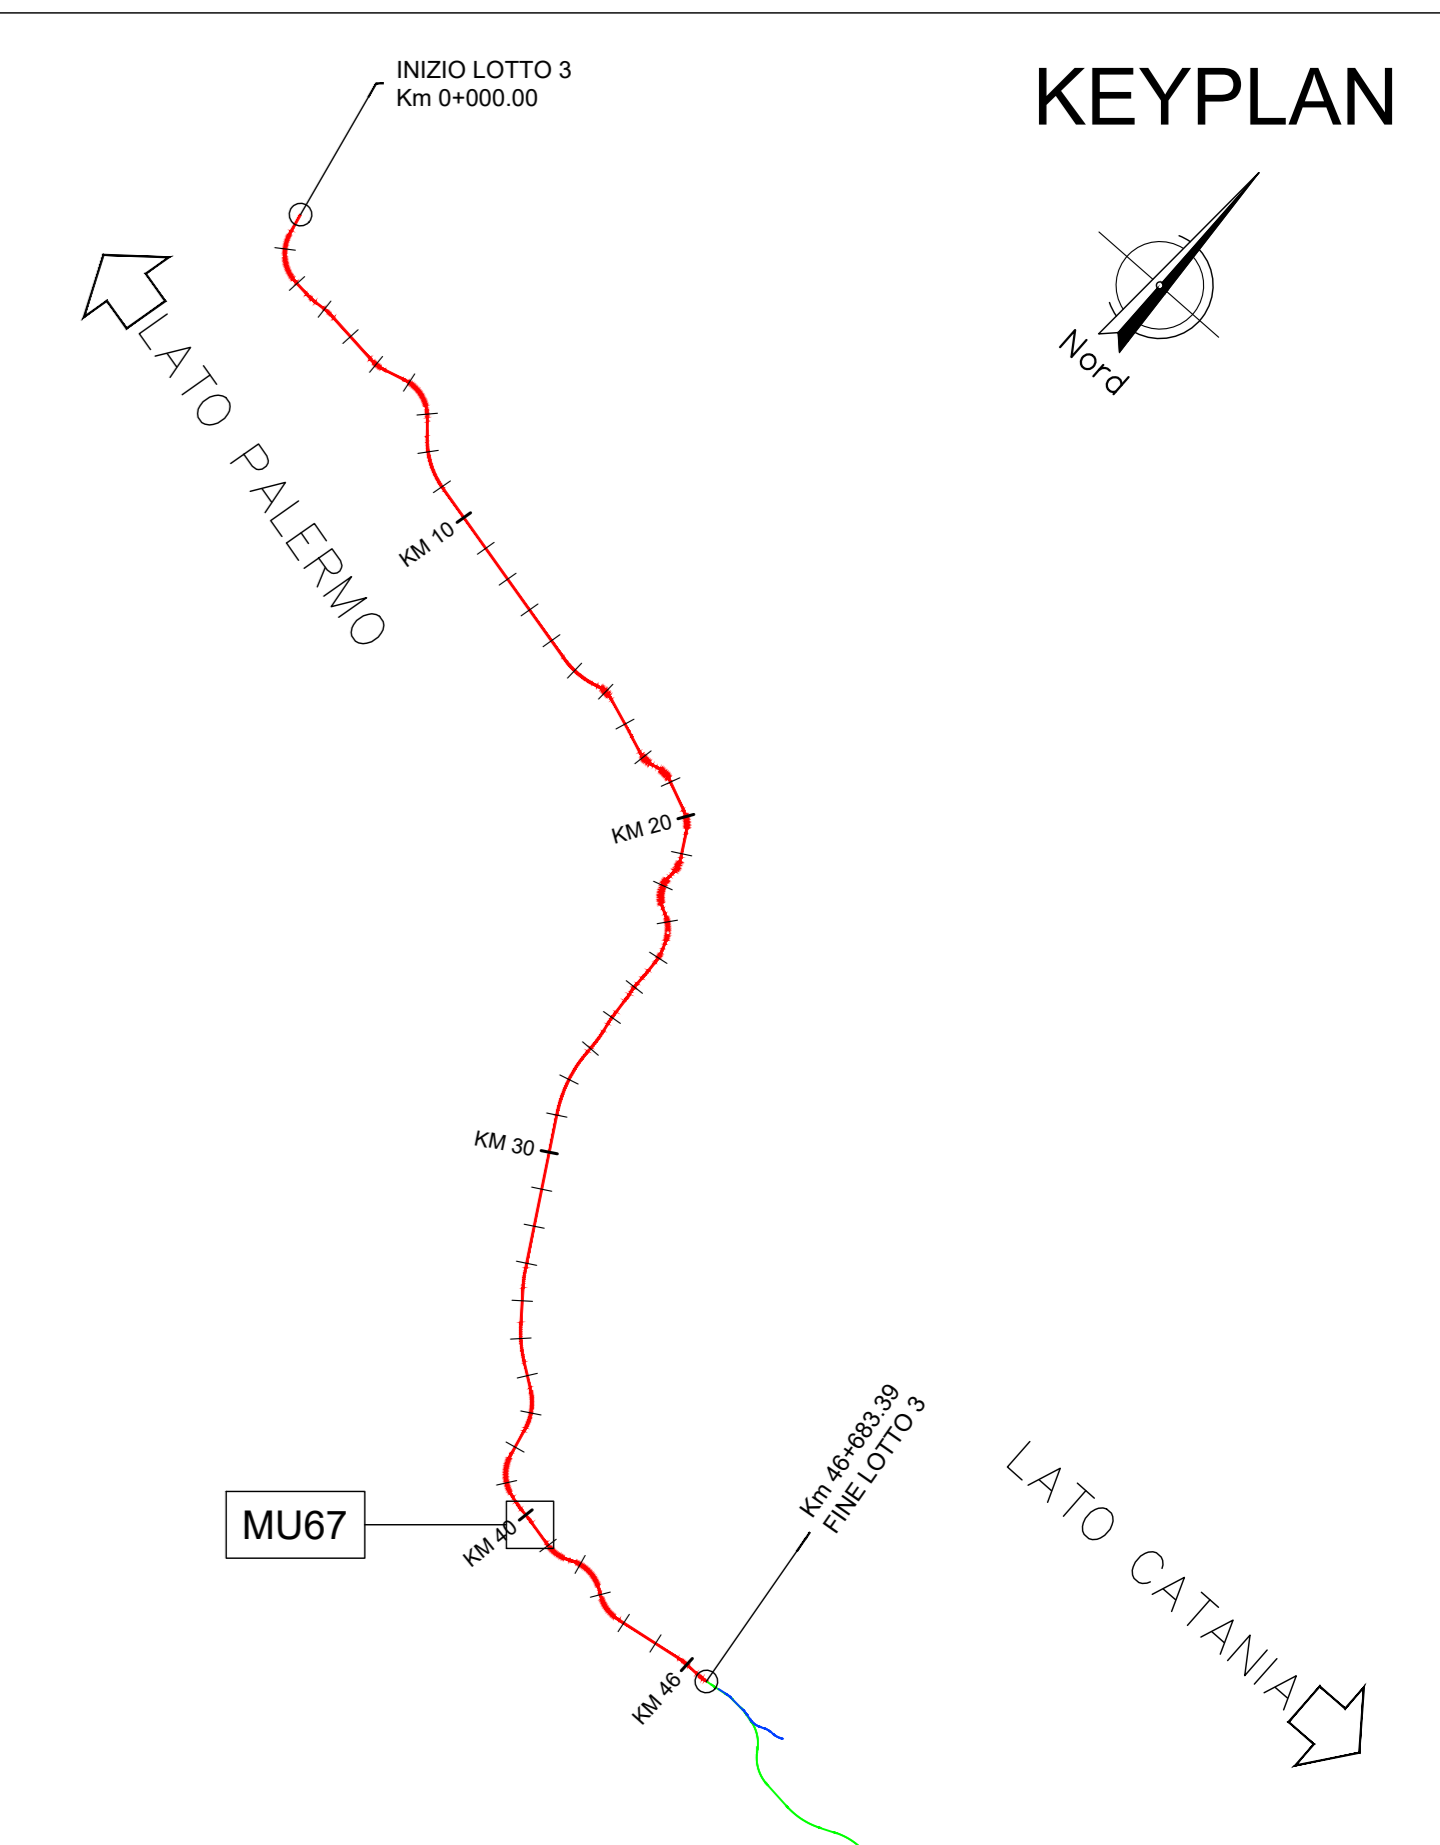 INIZIO LOTTO 3
Km 0+000.00
KEYPLAN
Nord
LATO PALERMO
KM 10
KM 20
KM 30
Km 46+683.39
FINE LOTTO 3
LATO CATANIA
MU67
KM 40
KM 46